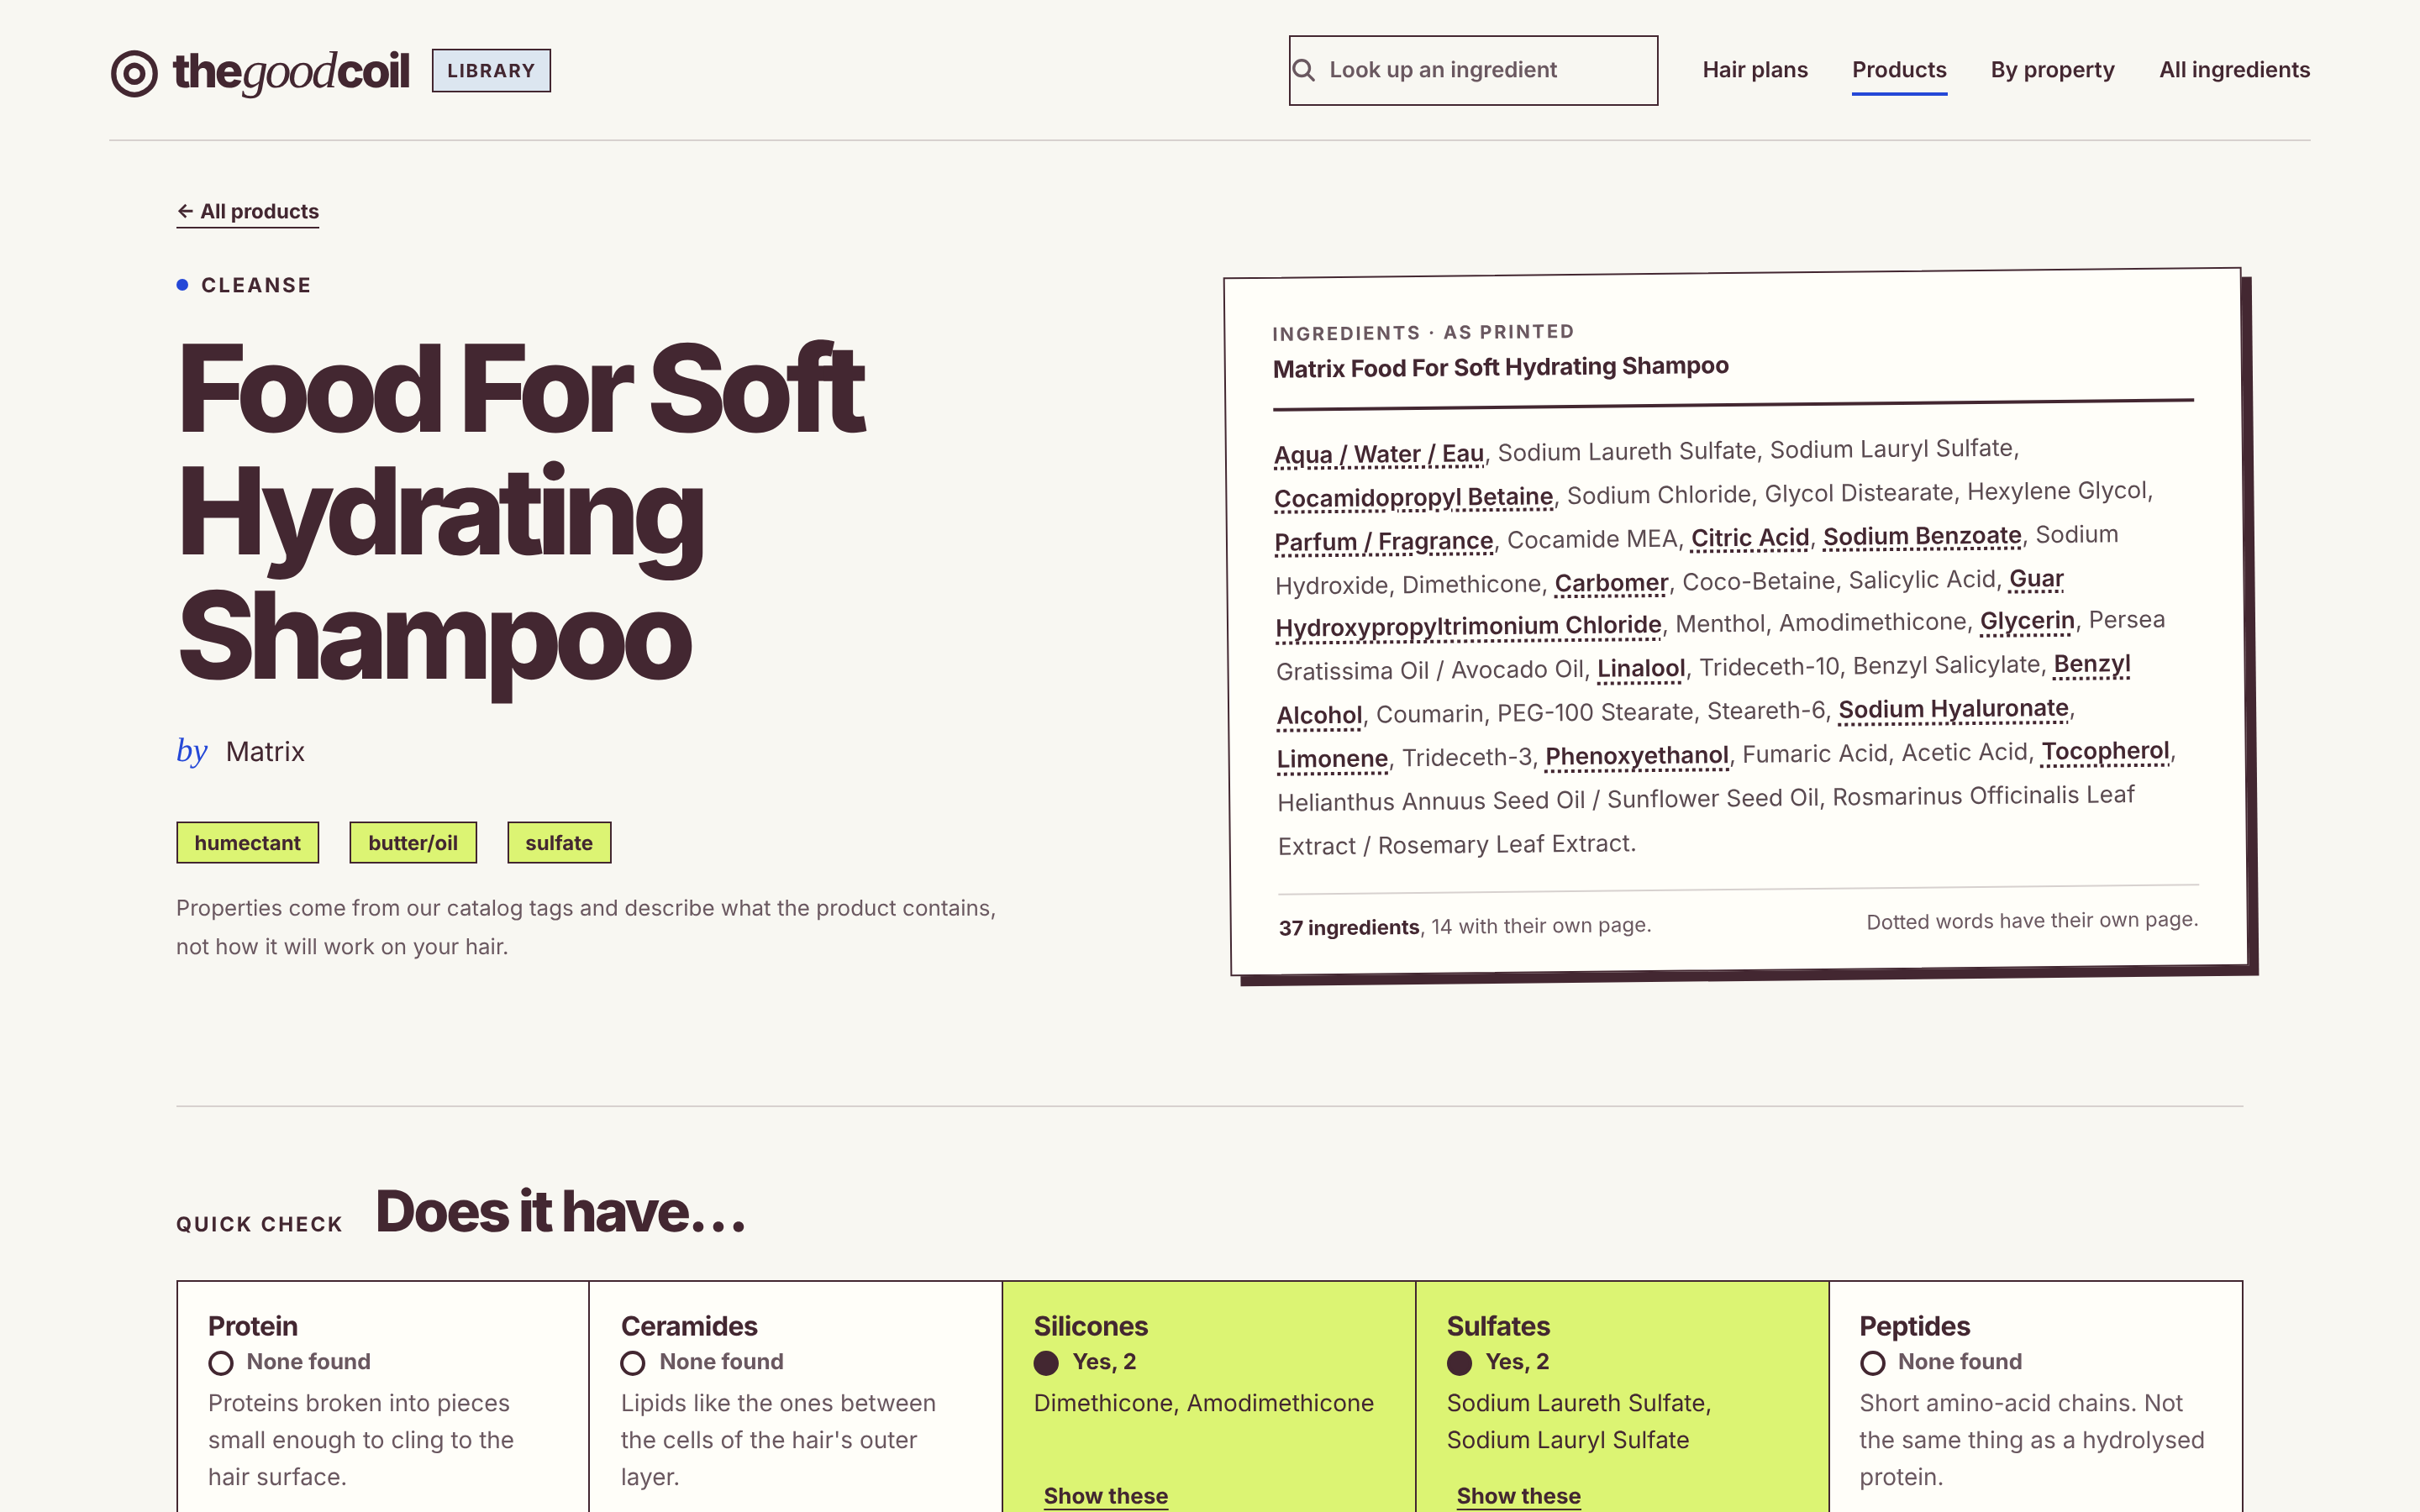 thegoodcoil LIBRARY
Look up an ingredient
Hair plans Products By property All ingredients
← All products
CLEANSE
Food For Soft
Hydrating
Shampoo
by Matrix
humectant butter/oil sulfate
Properties come from our catalog tags and describe what the product contains,
not how it will work on your hair.
INGREDIENTS · AS PRINTED
Matrix Food For Soft Hydrating Shampoo
Aqua / Water / Eau, Sodium Laureth Sulfate, Sodium Lauryl Sulfate,
Cocamidopropyl Betaine, Sodium Chloride, Glycol Distearate, Hexylene Glycol,
Parfum / Fragrance, Cocamide MEA, Citric Acid, Sodium Benzoate, Sodium
Hydroxide, Dimethicone, Carbomer, Coco-Betaine, Salicylic Acid, Guar
Hydroxypropyltrimonium Chloride, Menthol, Amodimethicone, Glycerin, Persea
Gratissima Oil / Avocado Oil, Linalool, Trideceth-10, Benzyl Salicylate, Benzyl
Alcohol, Coumarin, PEG-100 Stearate, Steareth-6, Sodium Hyaluronate,
Limonene, Trideceth-3, Phenoxyethanol, Fumaric Acid, Acetic Acid, Tocopherol,
Helianthus Annuus Seed Oil / Sunflower Seed Oil, Rosmarinus Officinalis Leaf
Extract / Rosemary Leaf Extract.
37 ingredients, 14 with their own page.
Dotted words have their own page.
QUICK CHECK Does it have…
Protein
None found
Proteins broken into pieces
small enough to cling to the
hair surface.
Ceramides
None found
Lipids like the ones between
the cells of the hair's outer
layer.
Silicones
Yes, 2
Dimethicone, Amodimethicone
Show these
Sulfates
Yes, 2
Sodium Laureth Sulfate,
Sodium Lauryl Sulfate
Show these
Peptides
None found
Short amino-acid chains. Not
the same thing as a hydrolysed
protein.